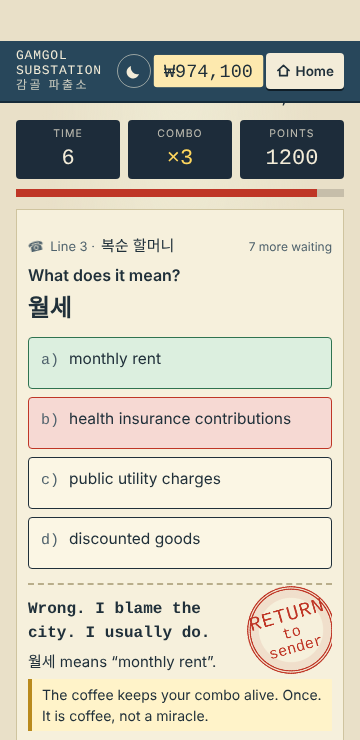 GAMGOL
SUBSTATION
감골 파출소
₩974,100
Home
TIME
6
COMBO
×3
POINTS
1200
☎ Line 3 · 복순 할머니
7 more waiting
What does it mean?
월세
a) monthly rent
b) health insurance contributions
c) public utility charges
d) discounted goods
Wrong. I blame the
city. I usually do.
RETURN
to
sender
월세 means “monthly rent”.
The coffee keeps your combo alive. Once.
It is coffee, not a miracle.